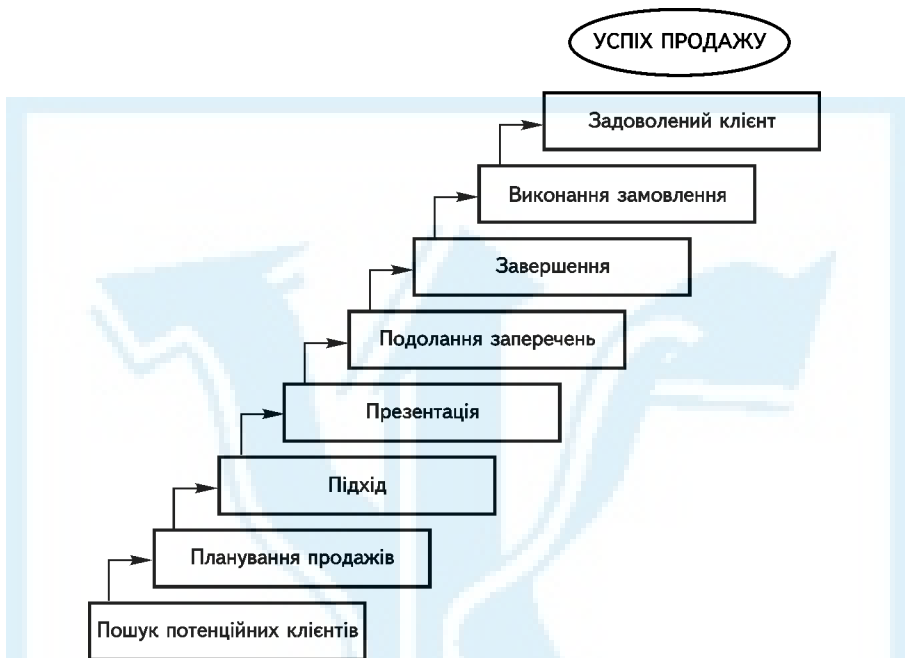 УСПІХ ПРОДАЖУ
Задоволений клієнт
Виконання замовлення
Завершення
Подолання заперечень
Презентація
Підхід
Планування продажів
Пошук потенційних клієнтів